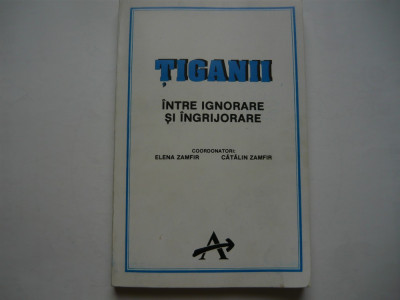 ȚIGANII
ÎNTRE IGNORARE
ȘI ÎNGRIJORARE
COORDONATORI:
ELENA ZAMFIR CĂTĂLIN ZAMFIR
A